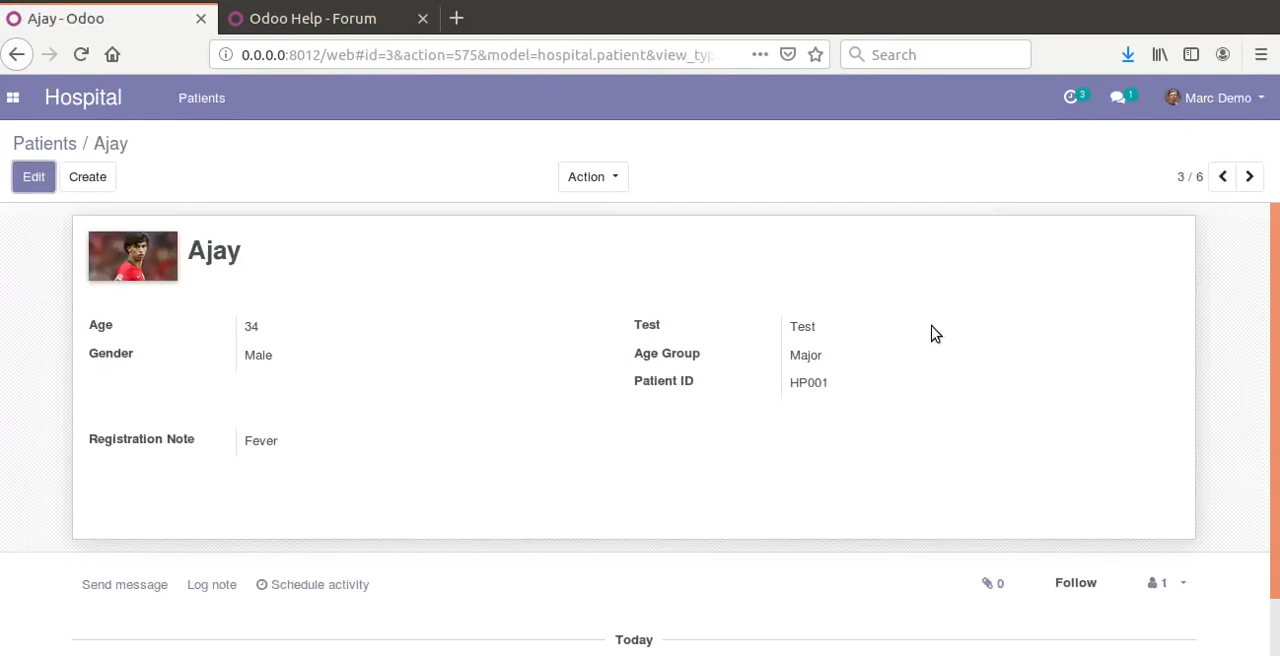 Ajay - Odoo
Odoo Help - Forum
0.0.0.0:8012/web#id=3&action=575&model=hospital.patient&view_typ
Search
Hospital
Patients
3
1
Marc Demo
Patients / Ajay
Edit
Create
Action
3 / 6
Ajay
Age
34
Test
Test
Gender
Male
Age Group
Major
Patient ID
HP001
Registration Note
Fever
Send message
Log note
Schedule activity
0
Follow
1
Today